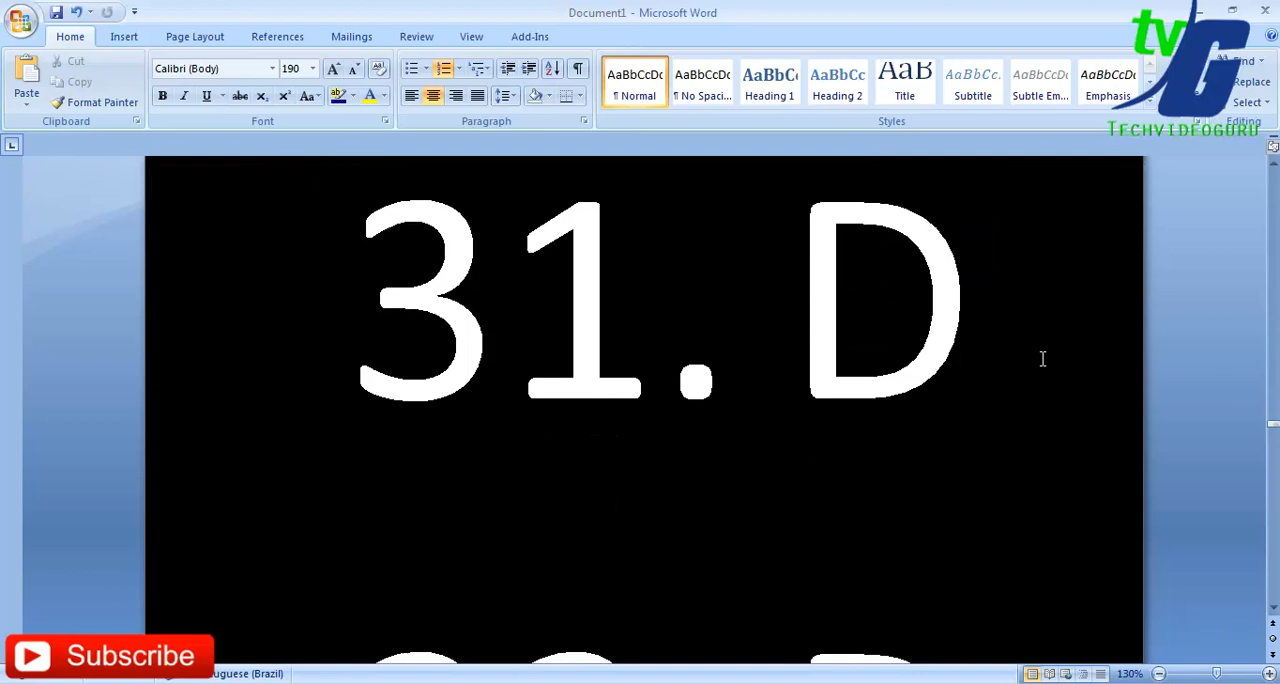 Document1 - Microsoft Word
tvG
Home Insert Page Layout References Mailings Review View Add-Ins
Paste
Cut
Copy
Format Painter
Calibri (Body) 190
AaBbCcDc AaBbCcDc AaBbCc AaBbCc AaB AaBbCc. AaBbCcDc AaBbCcDc
¶ Normal ¶ No Spaci... Heading 1 Heading 2 Title Subtitle Subtle Em... Emphasis
Find
Replace
Select
Clipboard Font Paragraph Styles Editing
TECHVIDEOGURU
31. D
Subscribe
(Brazil)
130%